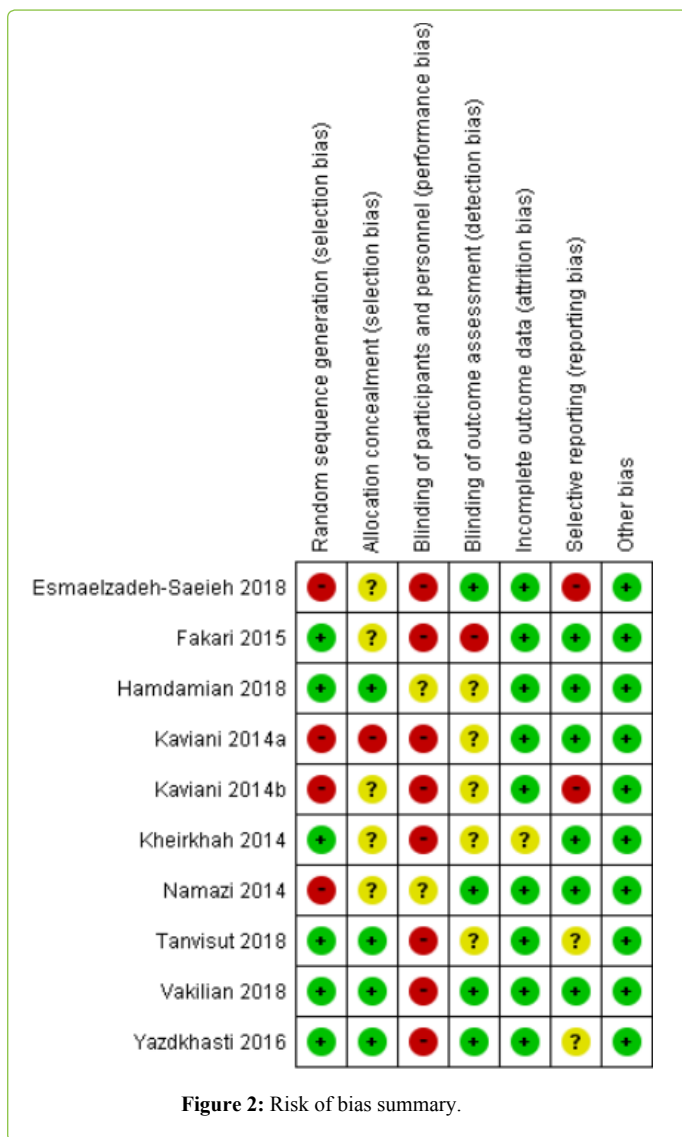 Random sequence generation (selection bias)
Allocation concealment (selection bias)
Blinding of participants and personnel (performance bias)
Blinding of outcome assessment (detection bias)
Incomplete outcome data (attrition bias)
Selective reporting (reporting bias)
Other bias
Esmaelzadeh-Saeieh 2018 - ? - + + - +
Fakari 2015 + ? - - + + +
Hamdamian 2018 + + ? ? + + +
Kaviani 2014a - - - ? + + +
Kaviani 2014b - ? - ? + - +
Kheirkhah 2014 + ? - ? ? + +
Namazi 2014 - ? ? + + + +
Tanvisut 2018 + + - ? + ? +
Vakilian 2018 + + - + + + +
Yazdkhasti 2016 + + - + + ? +
Figure 2: Risk of bias summary.